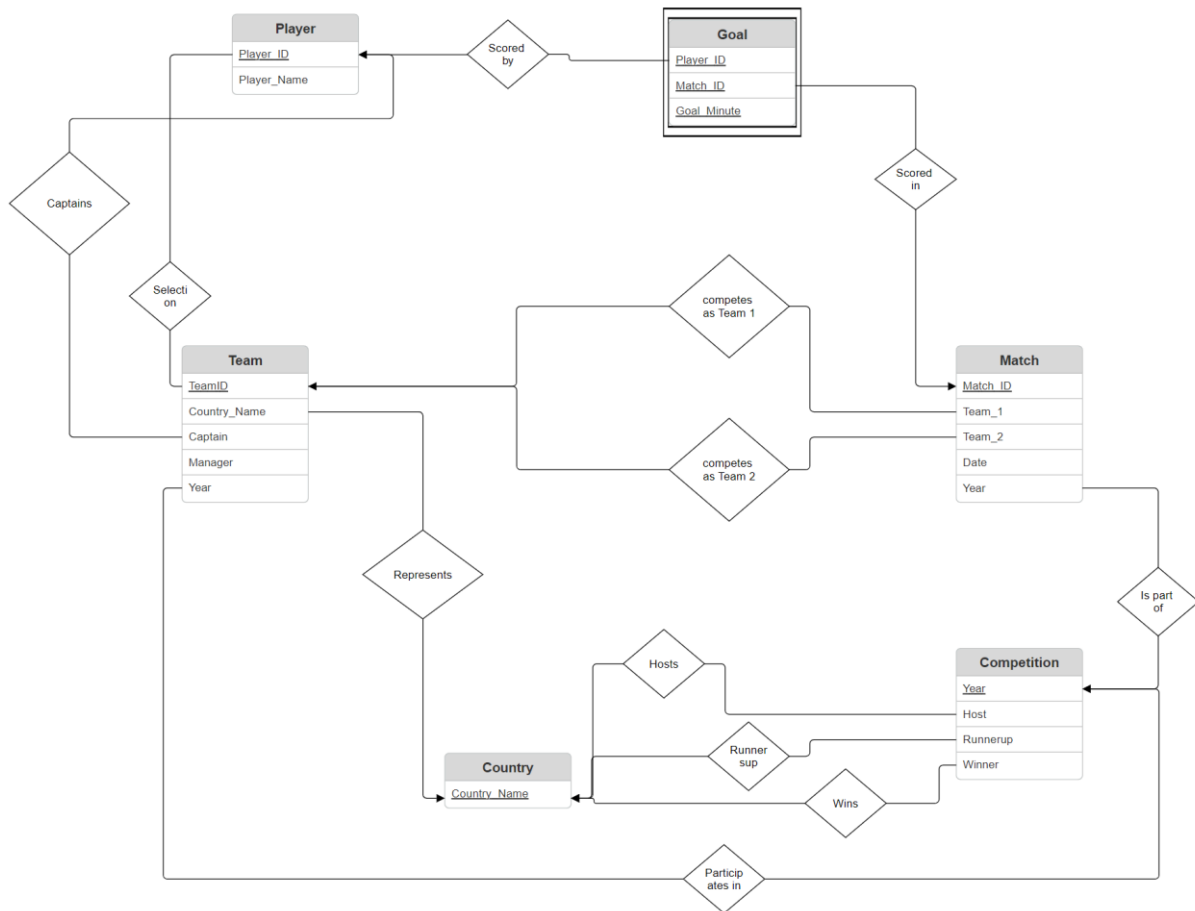 Player
Player_ID
Player_Name
Scored
by
Goal
Player_ID
Match_ID
Goal_Minute
Captains
Scored
in
Selecti
on
competes
as Team 1
Team
TeamID
Country_Name
Captain
Manager
Year
Match
Match_ID
Team_1
Team_2
Date
Year
competes
as Team 2
Represents
Is part
of
Hosts
Competition
Year
Host
Runnerup
Winner
Runner
sup
Country
Country_Name
Wins
Particip
ates in